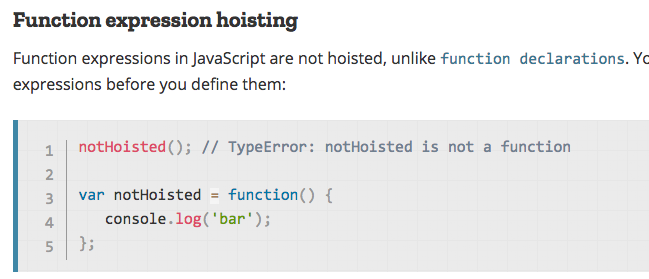 Function expression hoisting
Function expressions in JavaScript are not hoisted, unlike function declarations. Yo
expressions before you define them:
1 notHoisted(); // TypeError: notHoisted is not a function
2
3 var notHoisted = function() {
4    console.log('bar');
5 };